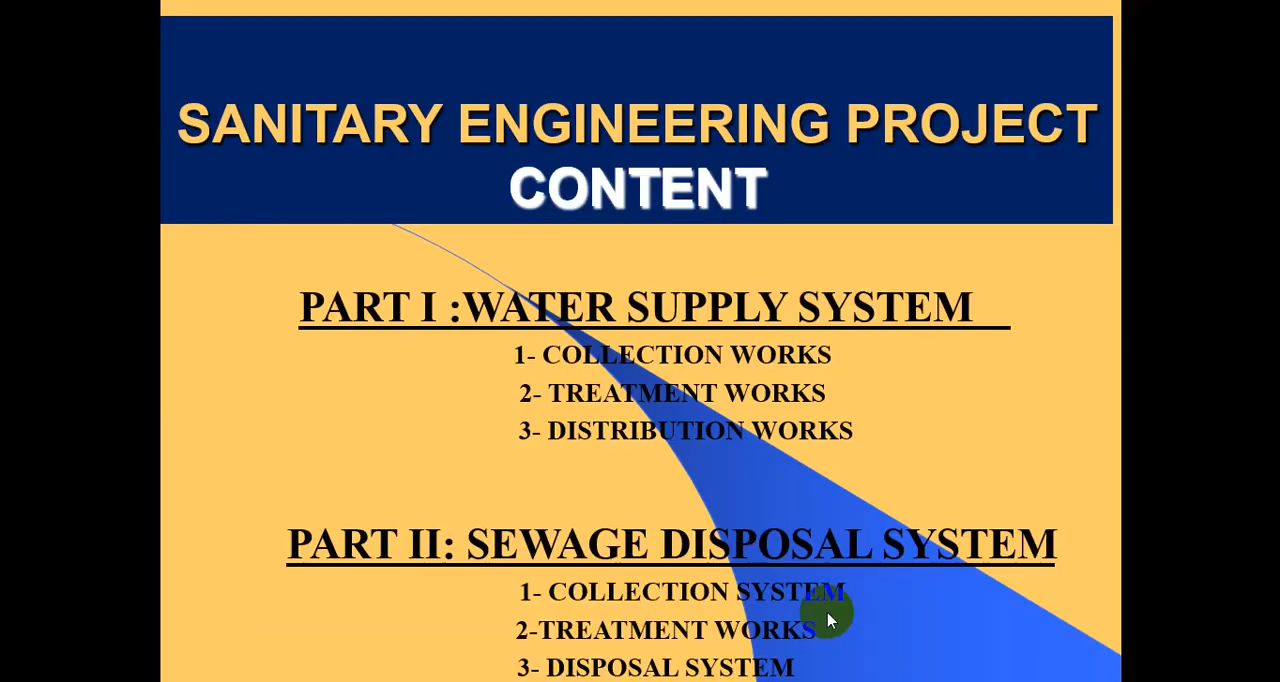 SANITARY ENGINEERING PROJECT
CONTENT
PART I :WATER SUPPLY SYSTEM
1- COLLECTION WORKS
2- TREATMENT WORKS
3- DISTRIBUTION WORKS
PART II: SEWAGE DISPOSAL SYSTEM
1- COLLECTION SYSTEM
2-TREATMENT WORKS
3- DISPOSAL SYSTEM